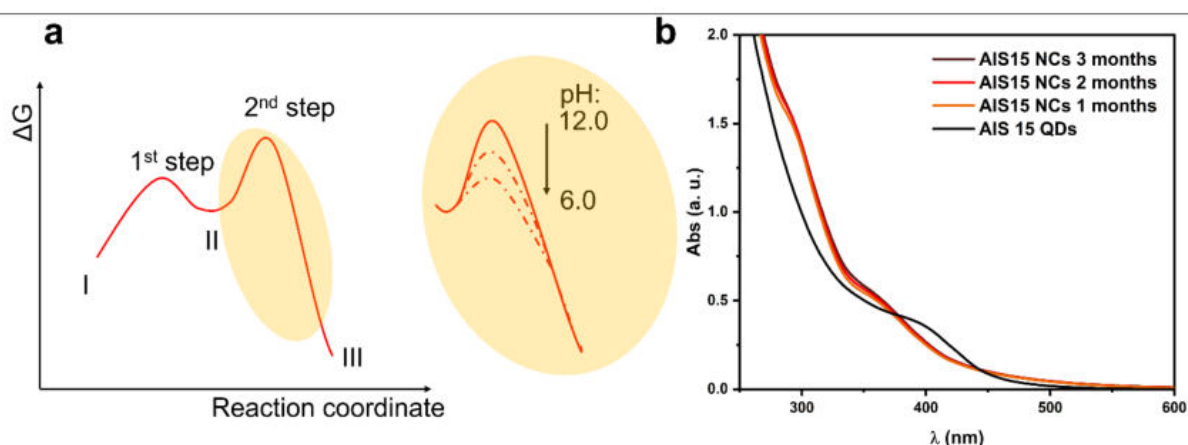 a
ΔG
1st step
2nd step
I
II
III
pH:
12.0
6.0
Reaction coordinate
b
2.0
1.5
1.0
0.5
0.0
Abs (a. u.)
AIS15 NCs 3 months
AIS15 NCs 2 months
AIS15 NCs 1 months
AIS 15 QDs
300
400
500
600
λ (nm)